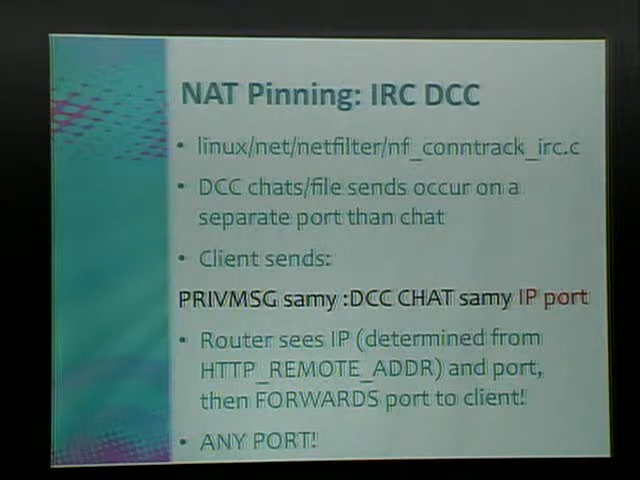 NAT Pinning: IRC DCC
• linux/net/netfilter/nf_conntrack_irc.c
• DCC chats/file sends occur on a
separate port than chat
• Client sends:
PRIVMSG samy :DCC CHAT samy IP port
• Router sees IP (determined from
HTTP_REMOTE_ADDR) and port,
then FORWARDS port to client!
• ANY PORT!